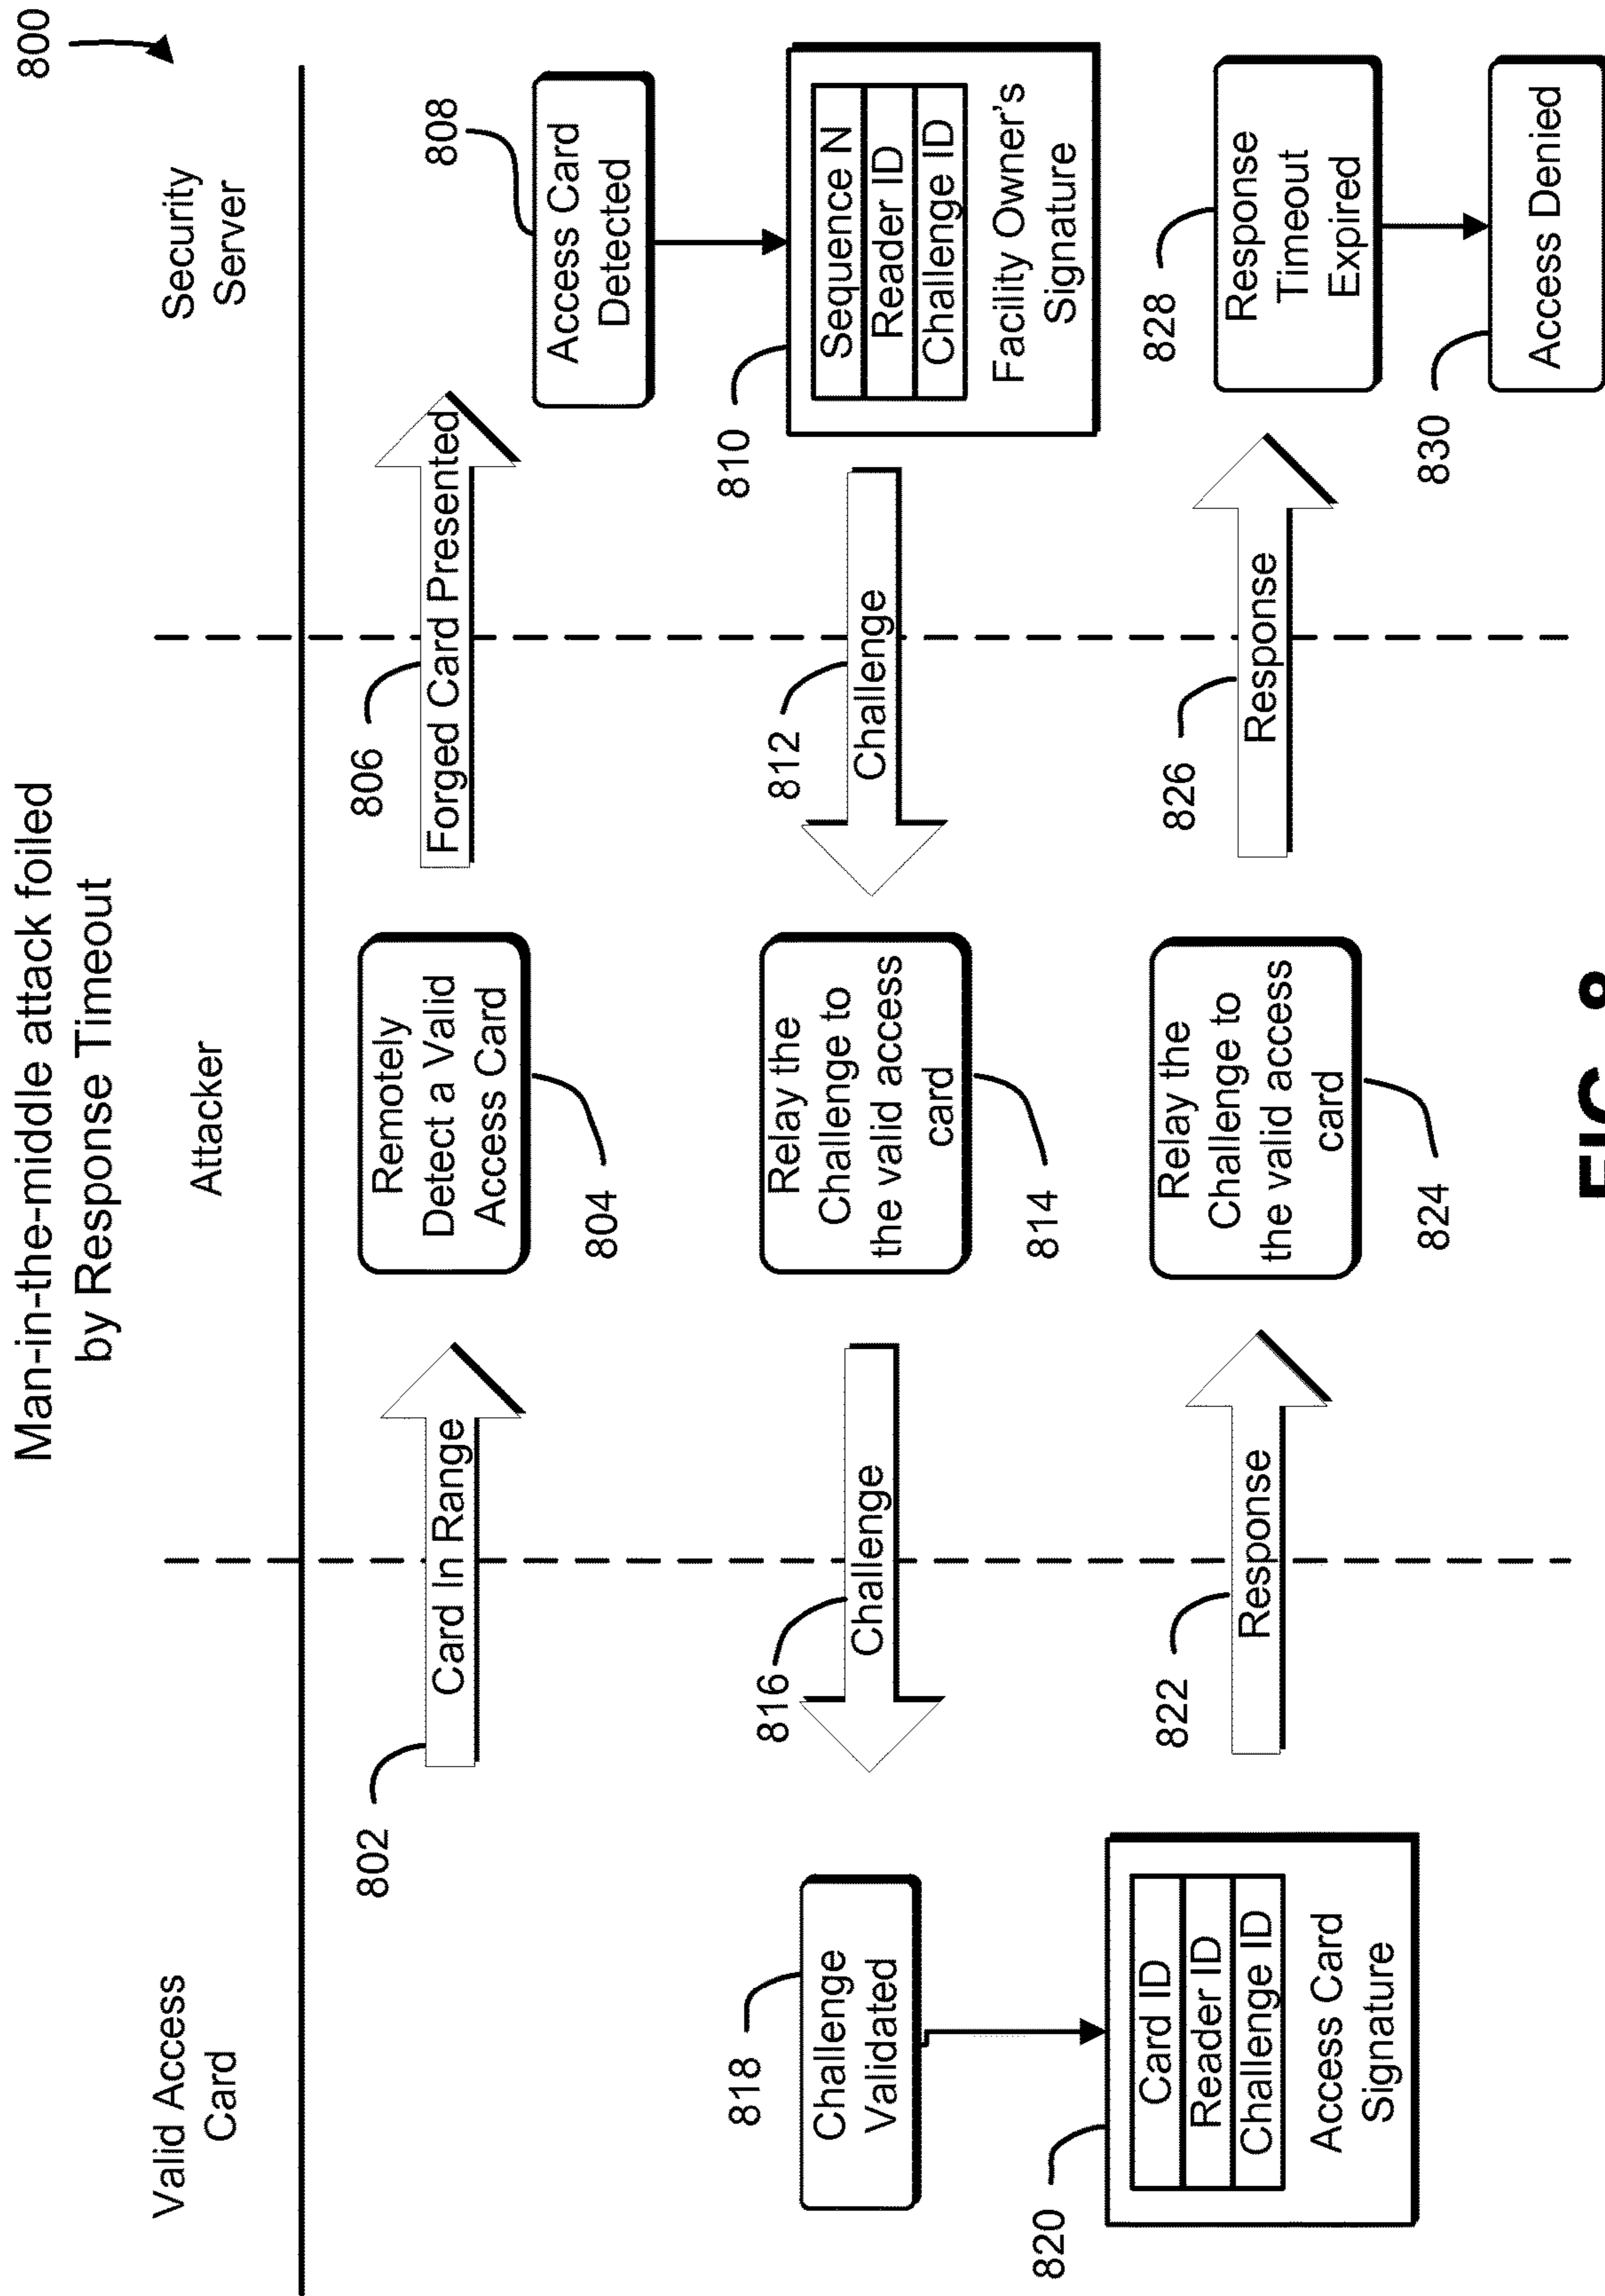 Man-in-the-middle attack foiled
by Response Timeout
800
Valid Access
Card
Attacker
Security
Server
802
Card In Range
Remotely
Detect a Valid
Access Card
804
806
Forged Card Presented
808
Access Card
Detected
810
Sequence N
Reader ID
Challenge ID
Facility Owner's
Signature
812
Challenge
Relay the
Challenge to
the valid access
card
814
816
Challenge
818
Challenge
Validated
820
Card ID
Reader ID
Challenge ID
Access Card
Signature
822
Response
Relay the
Challenge to
the valid access
card
824
826
Response
828
Response
Timeout
Expired
830
Access Denied
FIG. 8